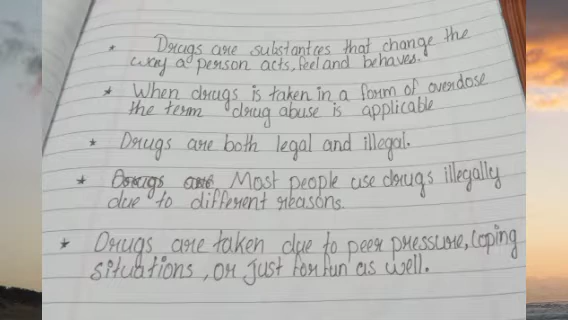 * Drugs are substantces that change the
way a person acts, feel and behaves.
* When drugs is taken in a form of overdose
the term drug abuse is applicable
* Drugs are both legal and illegal.
* Drugs are Most people use drugs illegally
due to different reasons.
* Drugs are taken due to peer pressure, coping
situations, or just for fun as well.